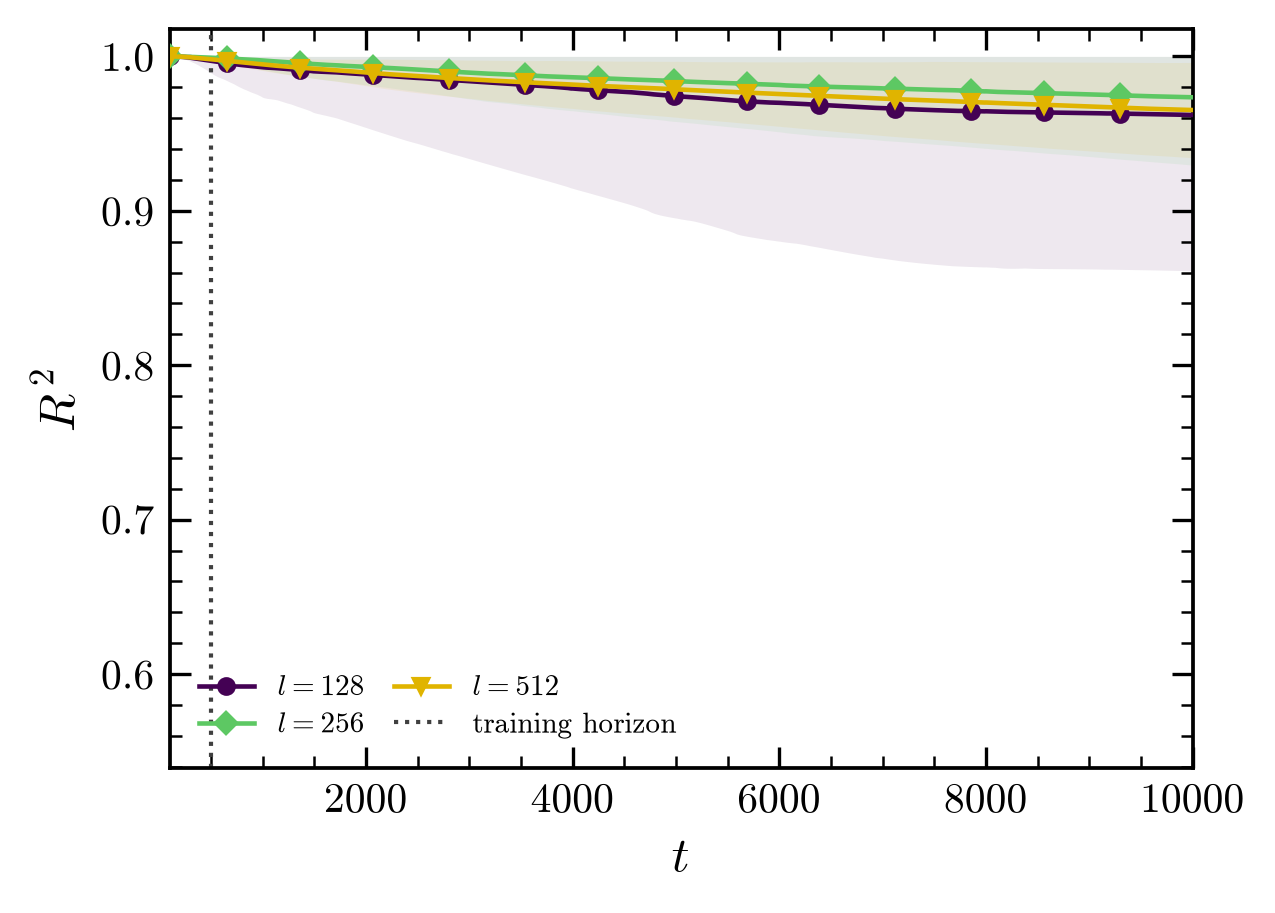 1.0
0.9
0.8
0.7
0.6
R²
l = 128
l = 256
l = 512
training horizon
2000 4000 6000 8000 10000
t